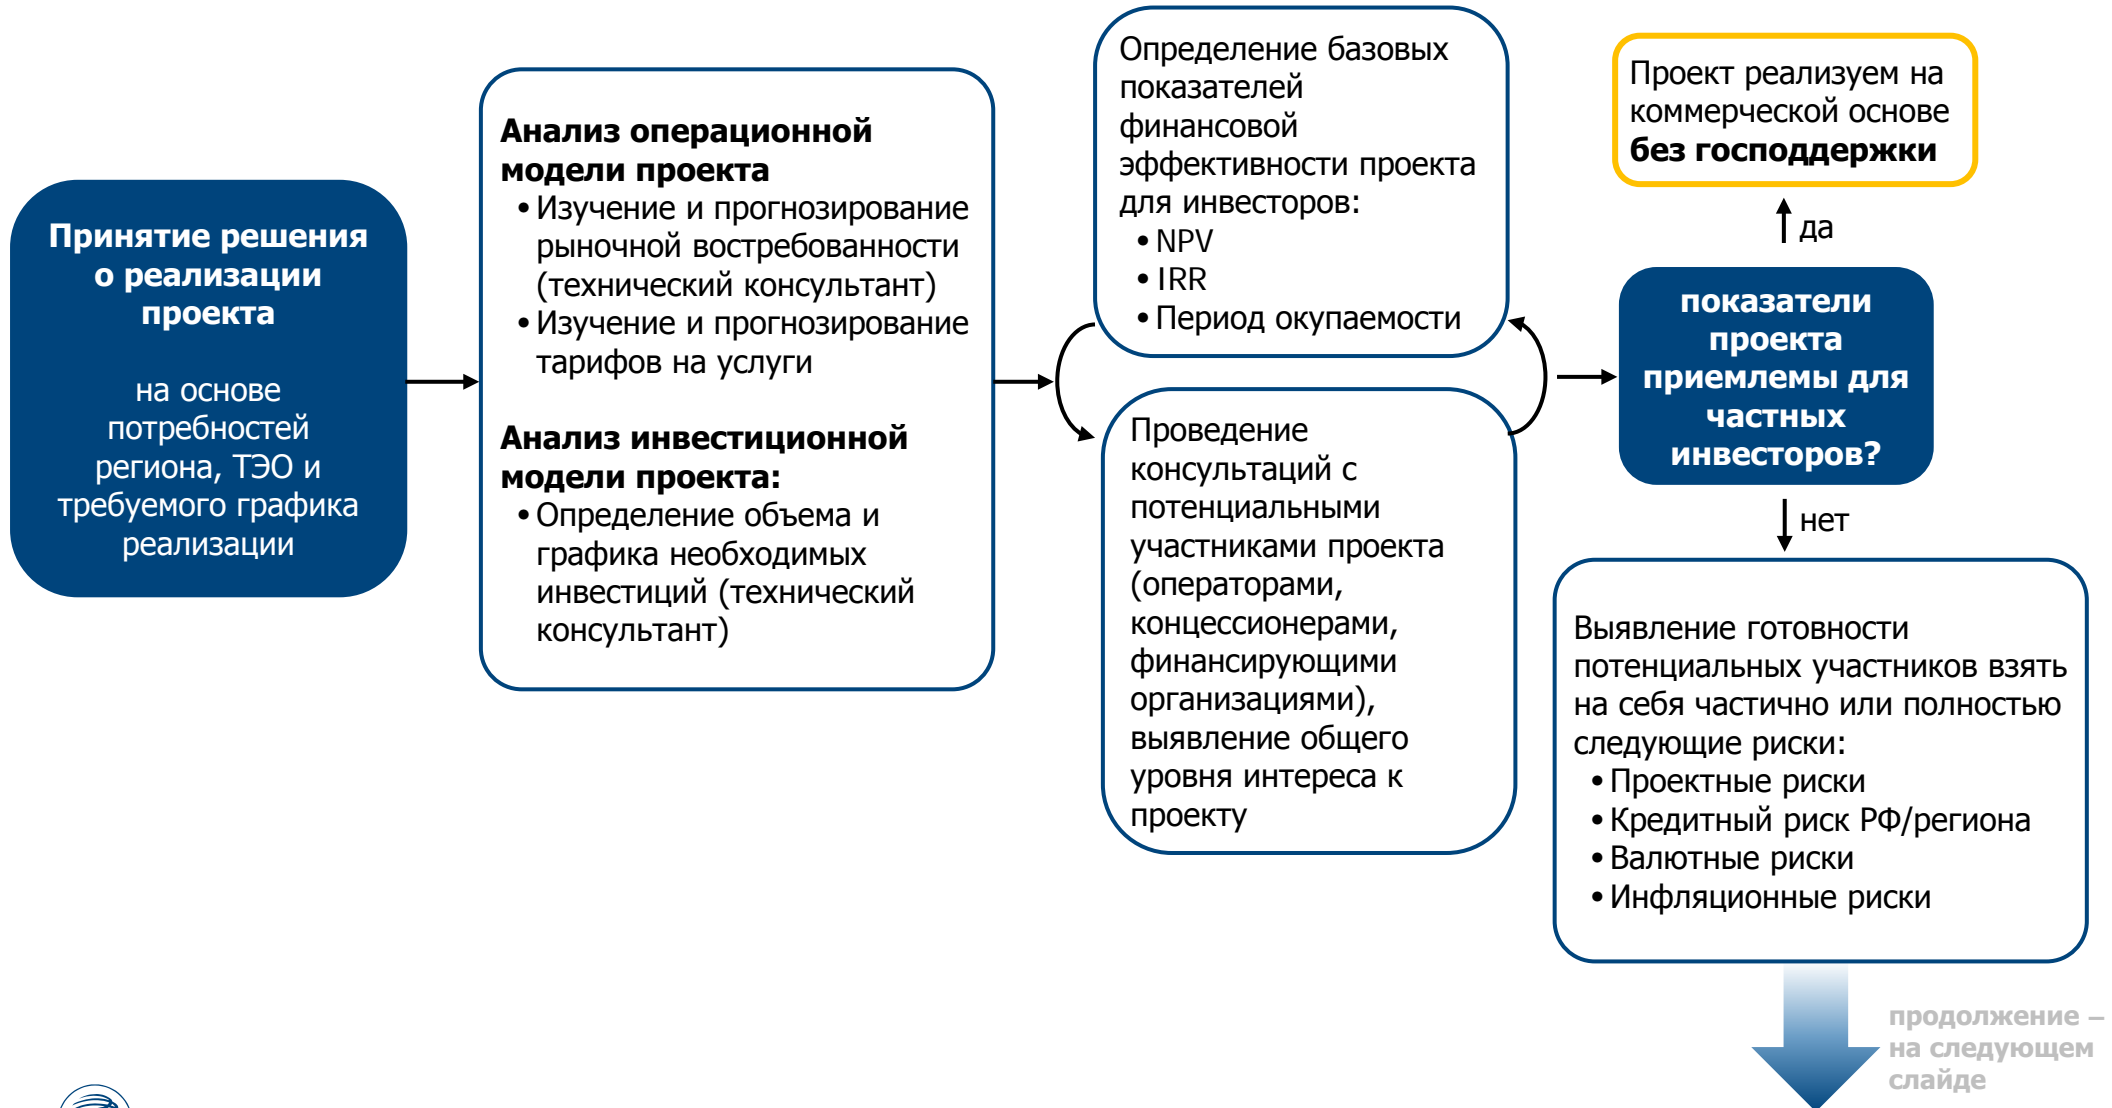 Принятие решения
о реализации
проекта
на основе
потребностей
региона, ТЭО и
требуемого графика
реализации
Анализ операционной
модели проекта
• Изучение и прогнозирование
рыночной востребованности
(технический консультант)
• Изучение и прогнозирование
тарифов на услуги
Анализ инвестиционной
модели проекта:
• Определение объема и
графика необходимых
инвестиций (технический
консультант)
Определение базовых
показателей
финансовой
эффективности проекта
для инвесторов:
• NPV
• IRR
• Период окупаемости
Проведение
консультаций с
потенциальными
участниками проекта
(операторами,
концессионерами,
финансирующими
организациями),
выявление общего
уровня интереса к
проекту
Проект реализуем на
коммерческой основе
без господдержки
да
показатели
проекта
приемлемы для
частных
инвесторов?
нет
Выявление готовности
потенциальных участников взять
на себя частично или полностью
следующие риски:
• Проектные риски
• Кредитный риск РФ/региона
• Валютные риски
• Инфляционные риски
продолжение –
на следующем
слайде